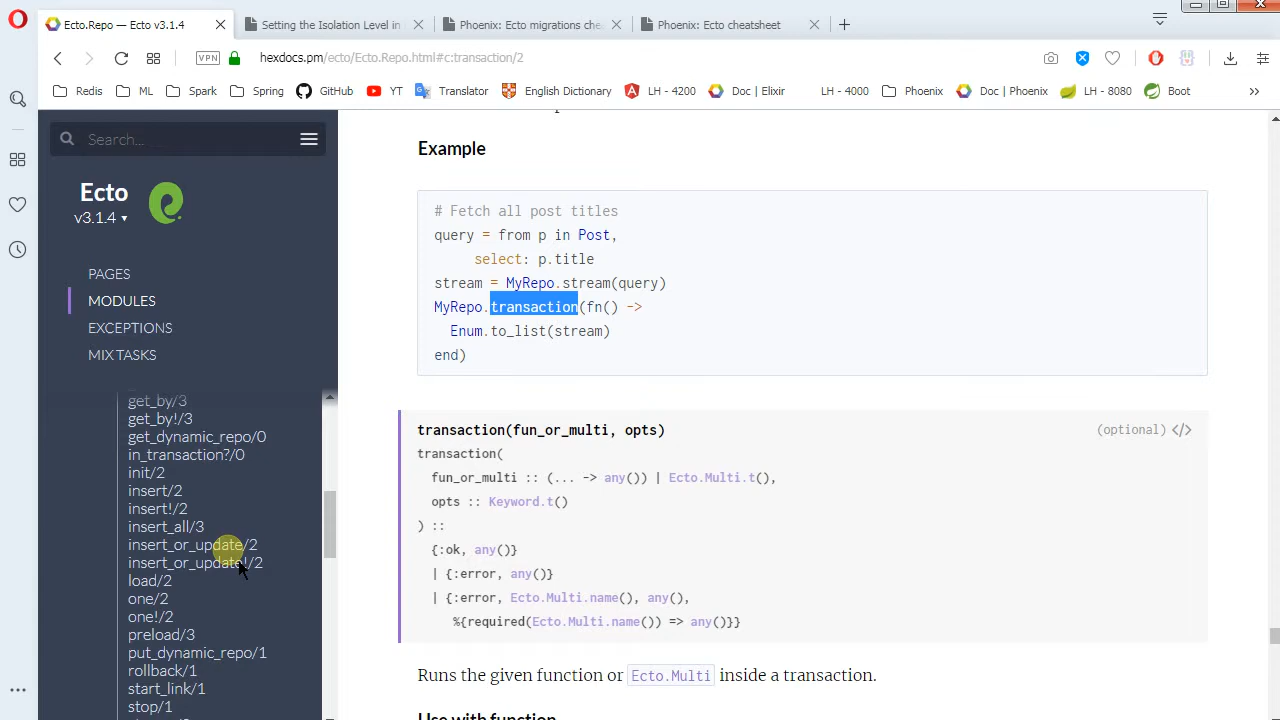 Ecto.Repo — Ecto v3.1.4
Setting the Isolation Level in
Phoenix: Ecto migrations che
Phoenix: Ecto cheatsheet
VPN
hexdocs.pm/ecto/Ecto.Repo.html#c:transaction/2
Redis
ML
Spark
Spring
GitHub
YT
Translator
English Dictionary
LH - 4200
Doc | Elixir
LH - 4000
Phoenix
Doc | Phoenix
LH - 8080
Boot
Search...
Ecto
v3.1.4
PAGES
MODULES
EXCEPTIONS
MIX TASKS
get_by/3
get_by!/3
get_dynamic_repo/0
in_transaction?/0
init/2
insert/2
insert!/2
insert_all/3
insert_or_update/2
insert_or_update!/2
load/2
one/2
one!/2
preload/3
put_dynamic_repo/1
rollback/1
start_link/1
stop/1
Example
# Fetch all post titles
query = from p in Post,
select: p.title
stream = MyRepo.stream(query)
MyRepo.transaction(fn() ->
Enum.to_list(stream)
end)
transaction(fun_or_multi, opts)
(optional) </>
transaction(
fun_or_multi :: (... -> any()) | Ecto.Multi.t(),
opts :: Keyword.t()
) ::
{:ok, any()}
| {:error, any()}
| {:error, Ecto.Multi.name(), any(),
%{required(Ecto.Multi.name()) => any()}}
Runs the given function or Ecto.Multi inside a transaction.
Use with function